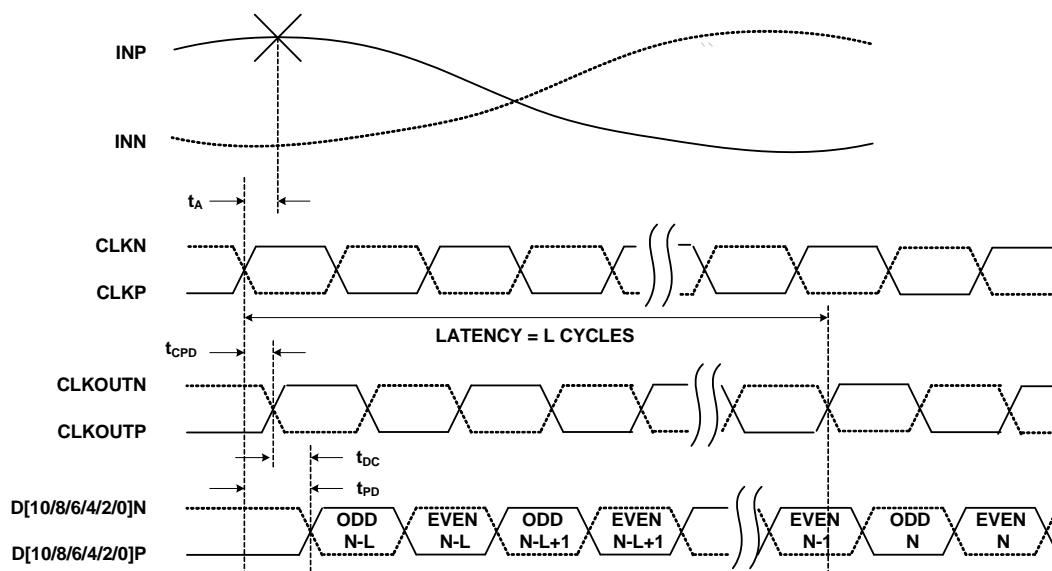 INP
INN
tA
CLKN
CLKP
LATENCY = L CYCLES
tCPD
CLKOUTN
CLKOUTP
tDC
tPD
D[10/8/6/4/2/0]N
D[10/8/6/4/2/0]P
ODD N-L
EVEN N-L
ODD N-L+1
EVEN N-L+1
EVEN N-1
ODD N
EVEN N